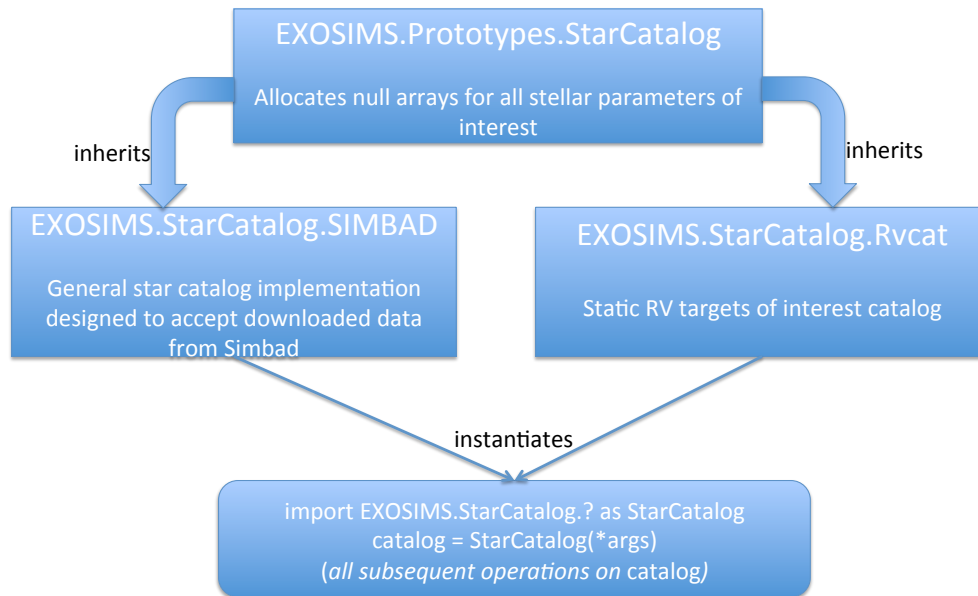 EXOSIMS.Prototypes.StarCatalog
Allocates null arrays for all stellar parameters of
interest
inherits
inherits
EXOSIMS.StarCatalog.SIMBAD
General star catalog implementation
designed to accept downloaded data
from Simbad
EXOSIMS.StarCatalog.Rvcat
Static RV targets of interest catalog
instantiates
import EXOSIMS.StarCatalog.? as StarCatalog
catalog = StarCatalog(*args)
(all subsequent operations on catalog)